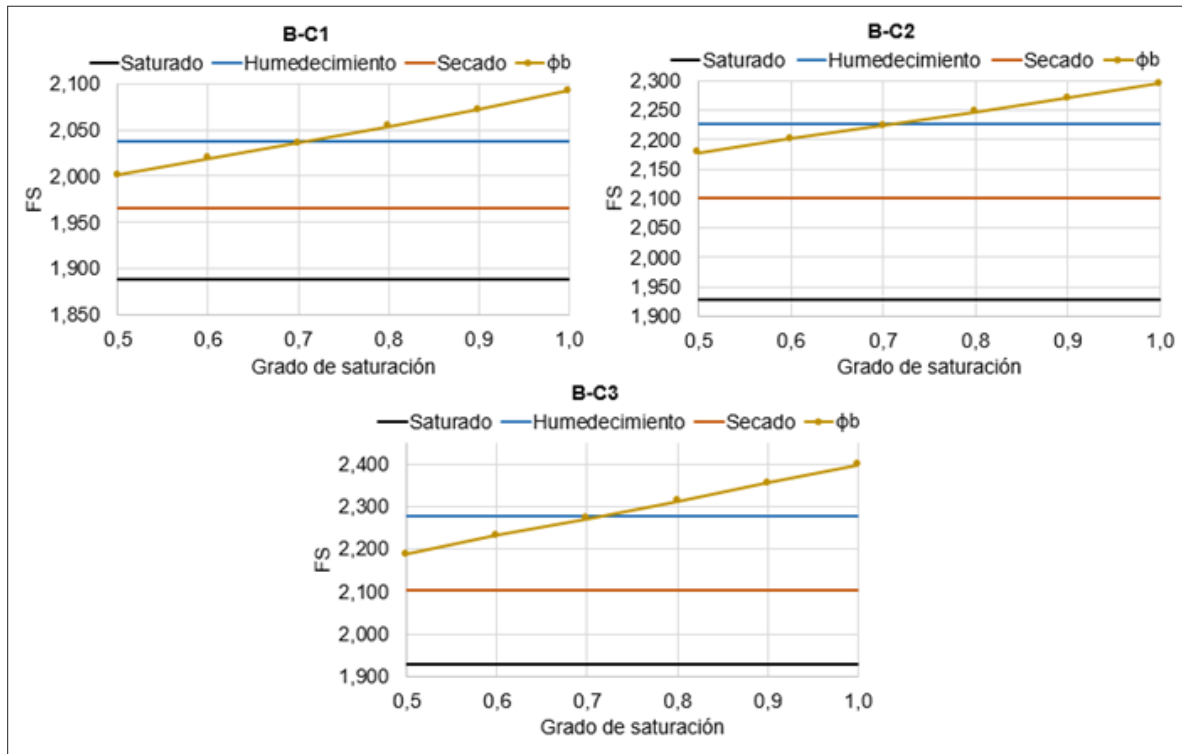 B-C1
Saturado Humedecimiento Secado ϕb
2,100
2,050
2,000
1,950
1,900
1,850
FS
0,5 0,6 0,7 0,8 0,9 1,0
Grado de saturación
B-C2
Saturado Humedecimiento Secado ϕb
2,300
2,250
2,200
2,150
2,100
2,050
2,000
1,950
1,900
FS
0,5 0,6 0,7 0,8 0,9 1,0
Grado de saturación
B-C3
Saturado Humedecimiento Secado ϕb
2,400
2,300
2,200
2,100
2,000
1,900
FS
0,5 0,6 0,7 0,8 0,9 1,0
Grado de saturación